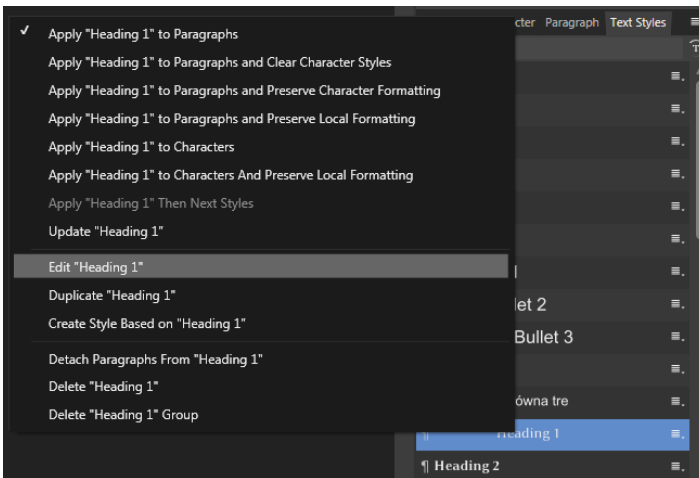 Apply "Heading 1" to Paragraphs
Apply "Heading 1" to Paragraphs and Clear Character Styles
Apply "Heading 1" to Paragraphs and Preserve Character Formatting
Apply "Heading 1" to Paragraphs and Preserve Local Formatting
Apply "Heading 1" to Characters
Apply "Heading 1" to Characters And Preserve Local Formatting
Apply "Heading 1" Then Next Styles
Update "Heading 1"
Edit "Heading 1"
Duplicate "Heading 1"
Create Style Based on "Heading 1"
Detach Paragraphs From "Heading 1"
Delete "Heading 1"
Delete "Heading 1" Group
cter Paragraph Text Styles
let 2
Bullet 3
ówna tre
Heading 1
¶ Heading 2